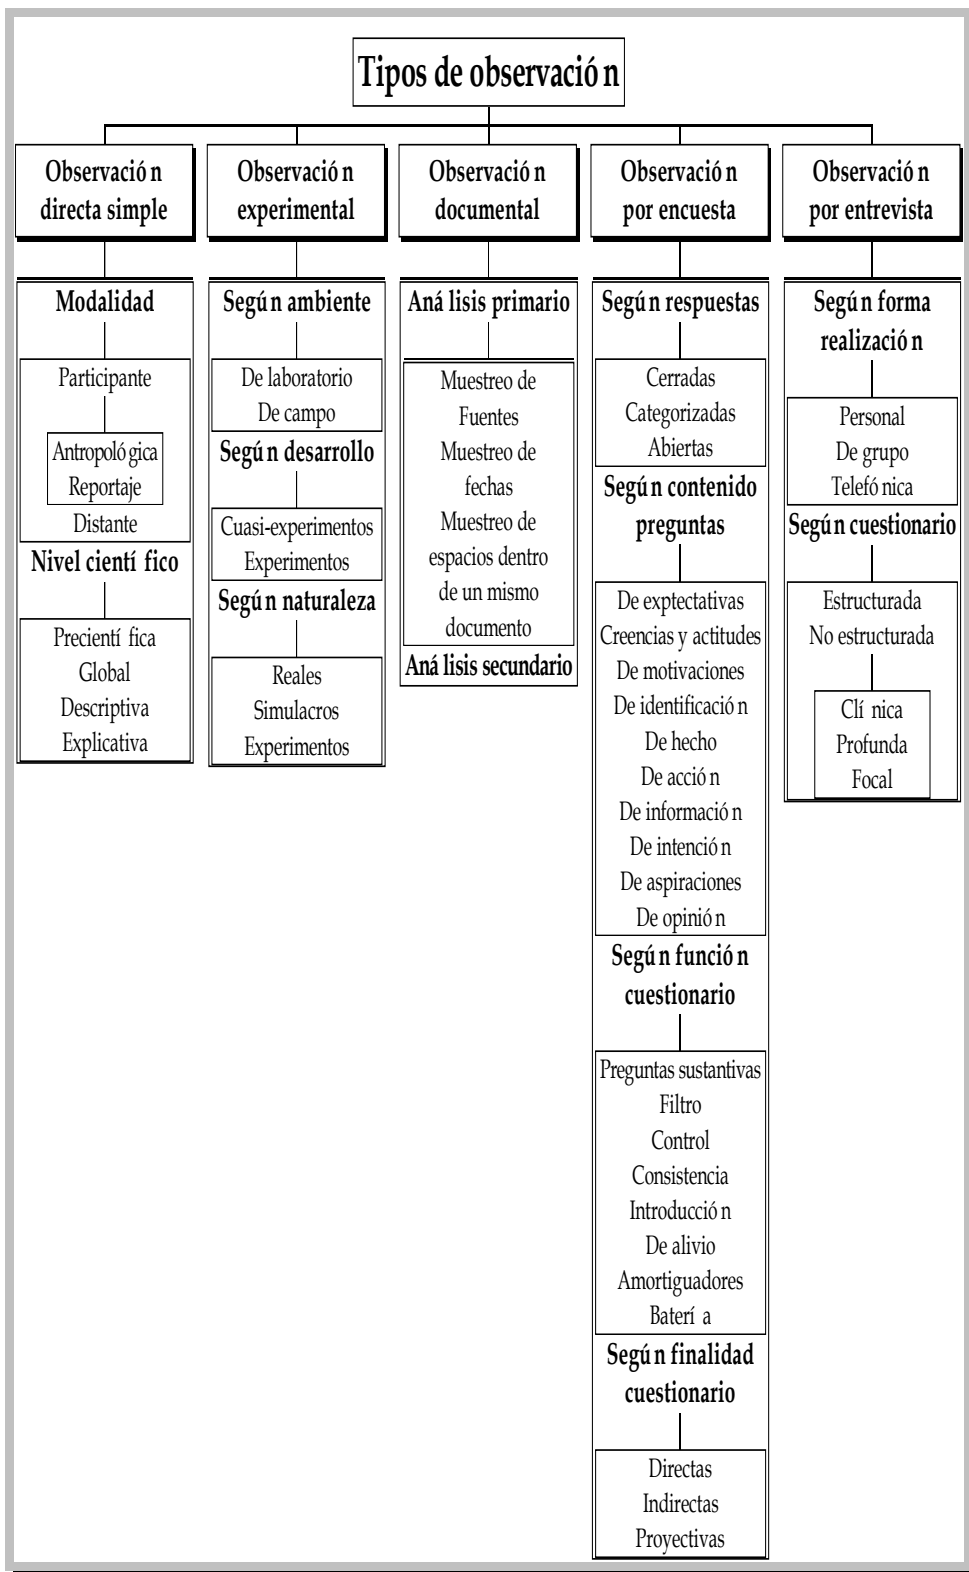 Tipos de observación
Observación
directa simple
Modalidad
Participante
Antropológica
Reportaje
Distante
Nivel científico
Precientífica
Global
Descriptiva
Explicativa
Observación
experimental
Según ambiente
De laboratorio
De campo
Según desarrollo
Cuasi-experimentos
Experimentos
Según naturaleza
Reales
Simulacros
Experimentos
Observación
documental
Análisis primario
Muestreo de
Fuentes
Muestreo de
fechas
Muestreo de
espacios dentro
de un mismo
documento
Análisis secundario
Observación
por encuesta
Según respuestas
Cerradas
Categorizadas
Abiertas
Según contenido
preguntas
De exptectativas
Creencias y actitudes
De motivaciones
De identificación
De hecho
De acción
De información
De intención
De aspiraciones
De opinión
Según función
cuestionario
Preguntas sustantivas
Filtro
Control
Consistencia
Introducción
De alivio
Amortiguadores
Batería
Según finalidad
cuestionario
Directas
Indirectas
Proyectivas
Observación
por entrevista
Según forma
realización
Personal
De grupo
Telefónica
Según cuestionario
Estructurada
No estructurada
Clínica
Profunda
Focal